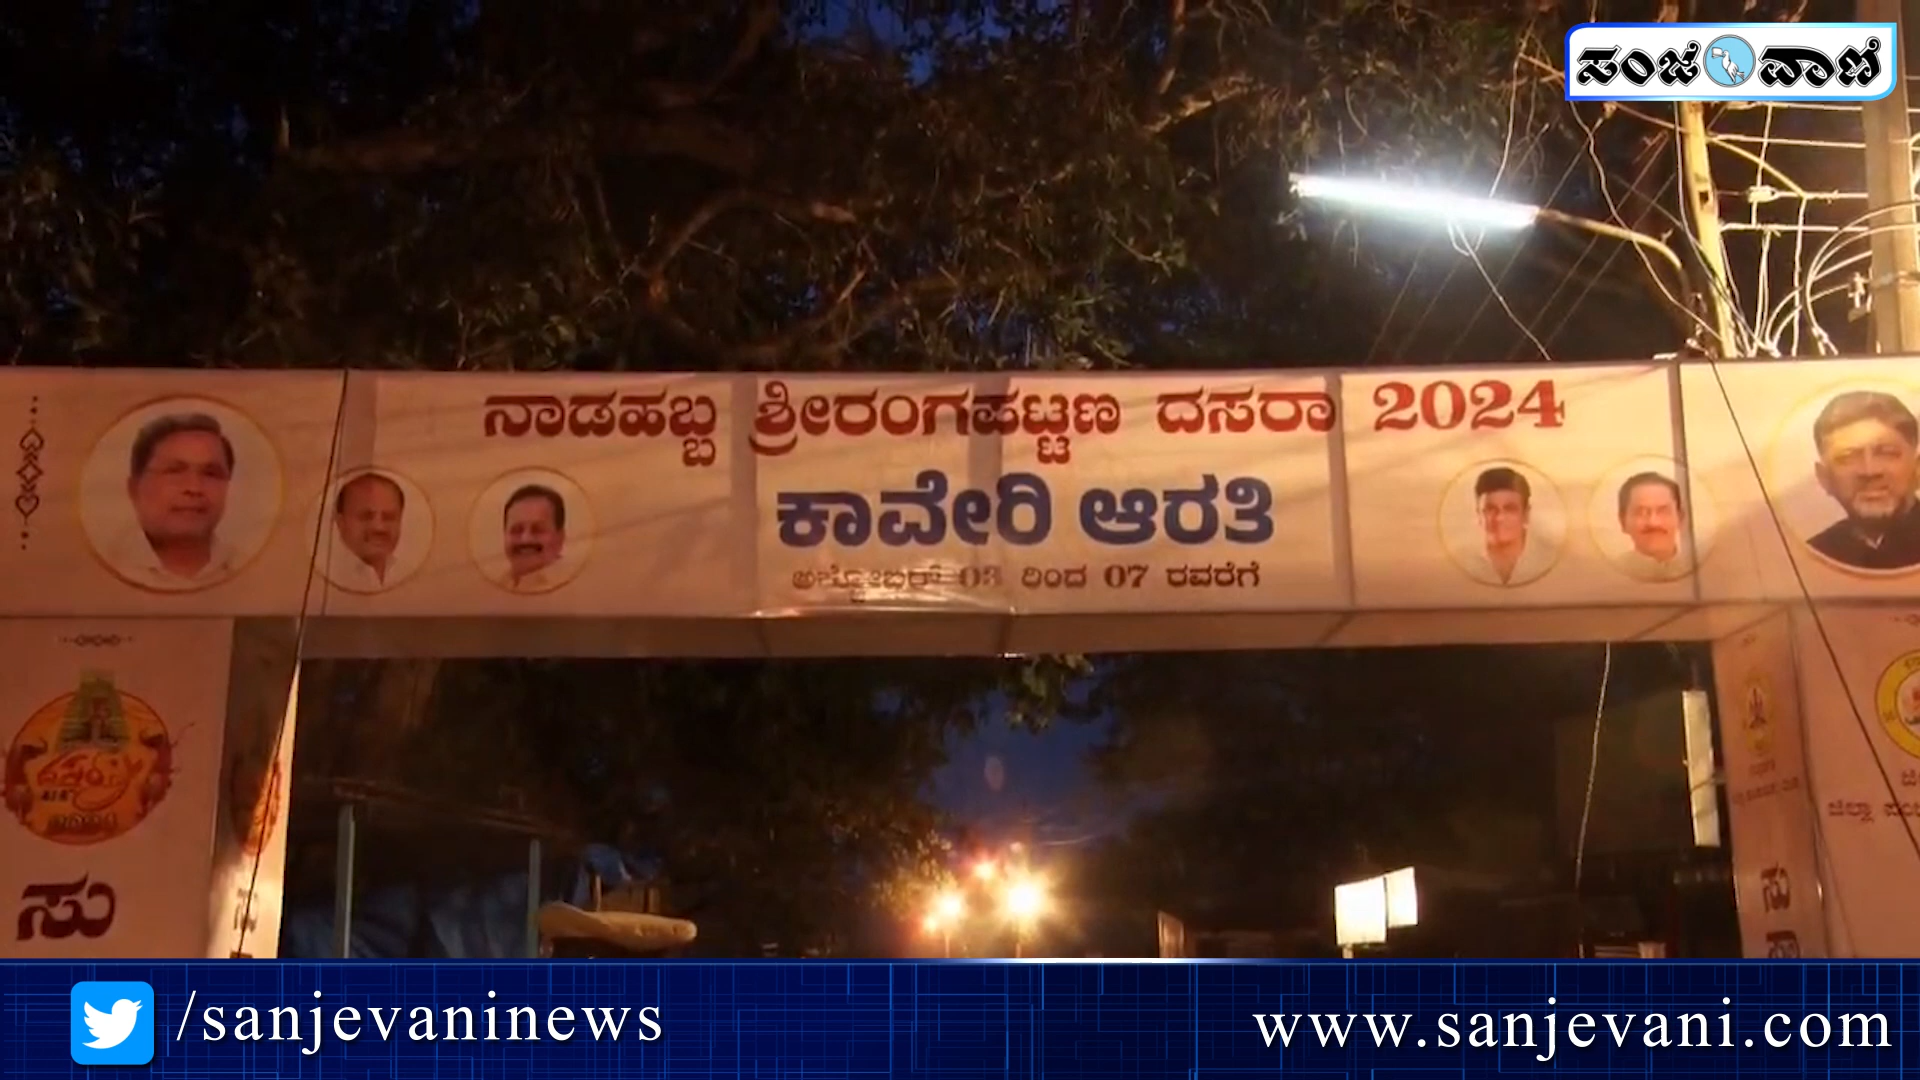 ಸಂಜೆವಾಣಿ
ನಾಡಹಬ್ಬ ಶ್ರೀರಂಗಪಟ್ಟಣ ದಸರಾ 2024
ಕಾವೇರಿ ಆರತಿ
ಅಕ್ಟೋಬರ್ 03 ರಿಂದ 07 ರವರೆಗೆ
ಸು
ಸು
ಸು
/sanjevaninews
www.sanjevani.com